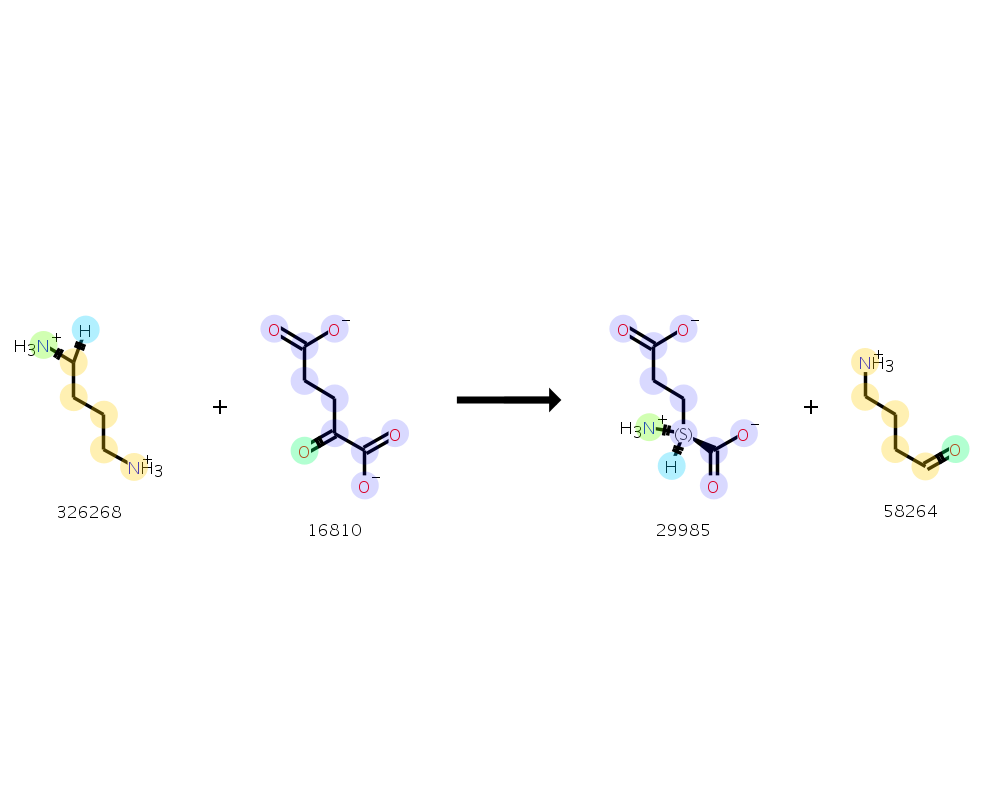 H
H3N+
NH3+
326268
+
O
O−
O
O
O−
16810
O
O−
H3N+
(S)
O−
H
O
29985
+
NH3+
O
58264